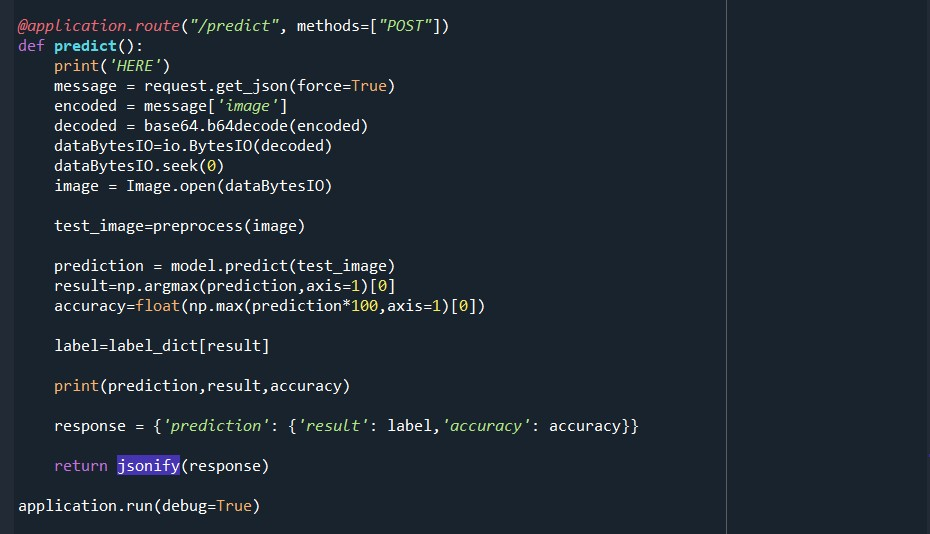 @application.route("/predict", methods=["POST"])
def predict():
    print('HERE')
    message = request.get_json(force=True)
    encoded = message['image']
    decoded = base64.b64decode(encoded)
    dataBytesIO=io.BytesIO(decoded)
    dataBytesIO.seek(0)
    image = Image.open(dataBytesIO)

    test_image=preprocess(image)

    prediction = model.predict(test_image)
    result=np.argmax(prediction,axis=1)[0]
    accuracy=float(np.max(prediction*100,axis=1)[0])

    label=label_dict[result]

    print(prediction,result,accuracy)

    response = {'prediction': {'result': label,'accuracy': accuracy}}

    return jsonify(response)

application.run(debug=True)